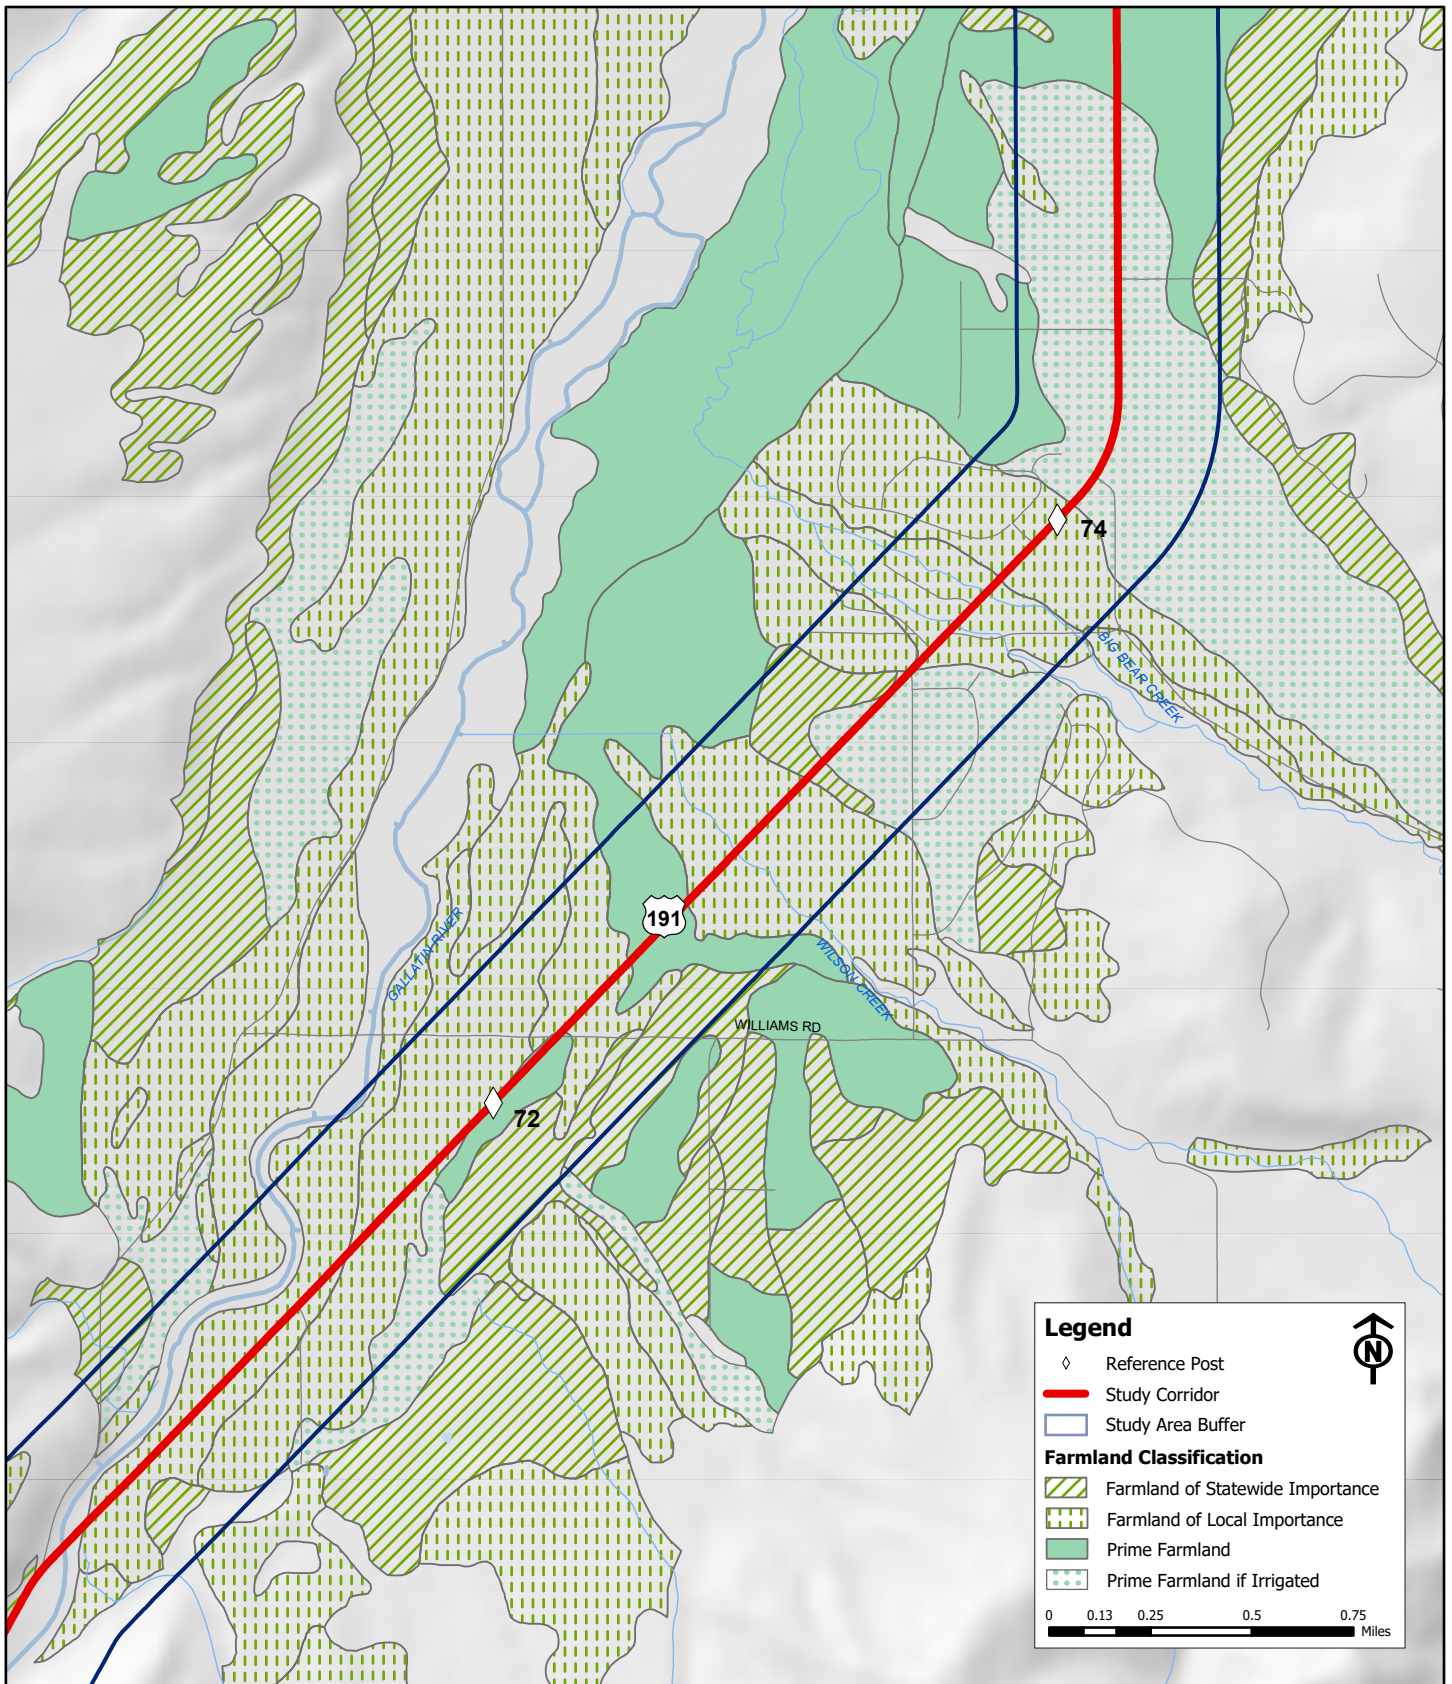 74
BIG BEAR CREEK
191
GALLATIN RIVER
WILSON CREEK
WILLIAMS RD
72
Legend
N
Reference Post
Study Corridor
Study Area Buffer
Farmland Classification
Farmland of Statewide Importance
Farmland of Local Importance
Prime Farmland
Prime Farmland if Irrigated
0 0.13 0.25 0.5 0.75
Miles